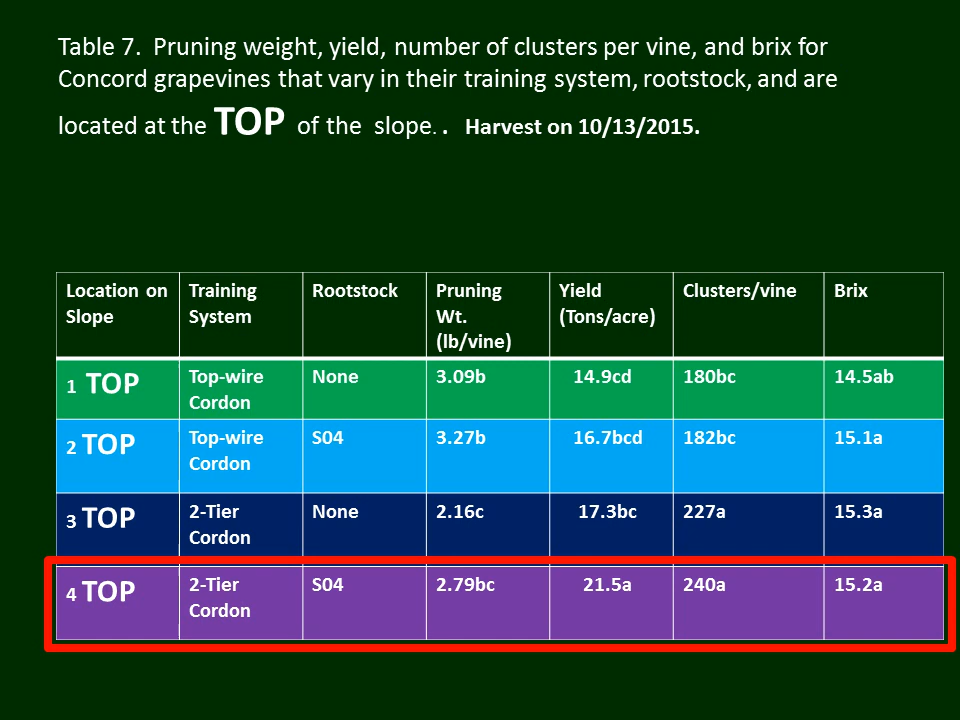 Table 7.  Pruning weight, yield, number of clusters per vine, and brix for
Concord grapevines that vary in their training system, rootstock, and are
located at the TOP of the slope. .  Harvest on 10/13/2015.
Location on Slope | Training System | Rootstock | Pruning Wt. (lb/vine) | Yield (Tons/acre) | Clusters/vine | Brix
1 TOP | Top-wire Cordon | None | 3.09b | 14.9cd | 180bc | 14.5ab
2 TOP | Top-wire Cordon | S04 | 3.27b | 16.7bcd | 182bc | 15.1a
3 TOP | 2-Tier Cordon | None | 2.16c | 17.3bc | 227a | 15.3a
4 TOP | 2-Tier Cordon | S04 | 2.79bc | 21.5a | 240a | 15.2a